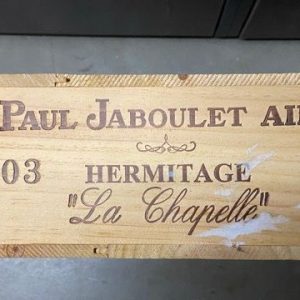 PAUL JABOULET AI
03 HERMITAGE
"La Chapelle"